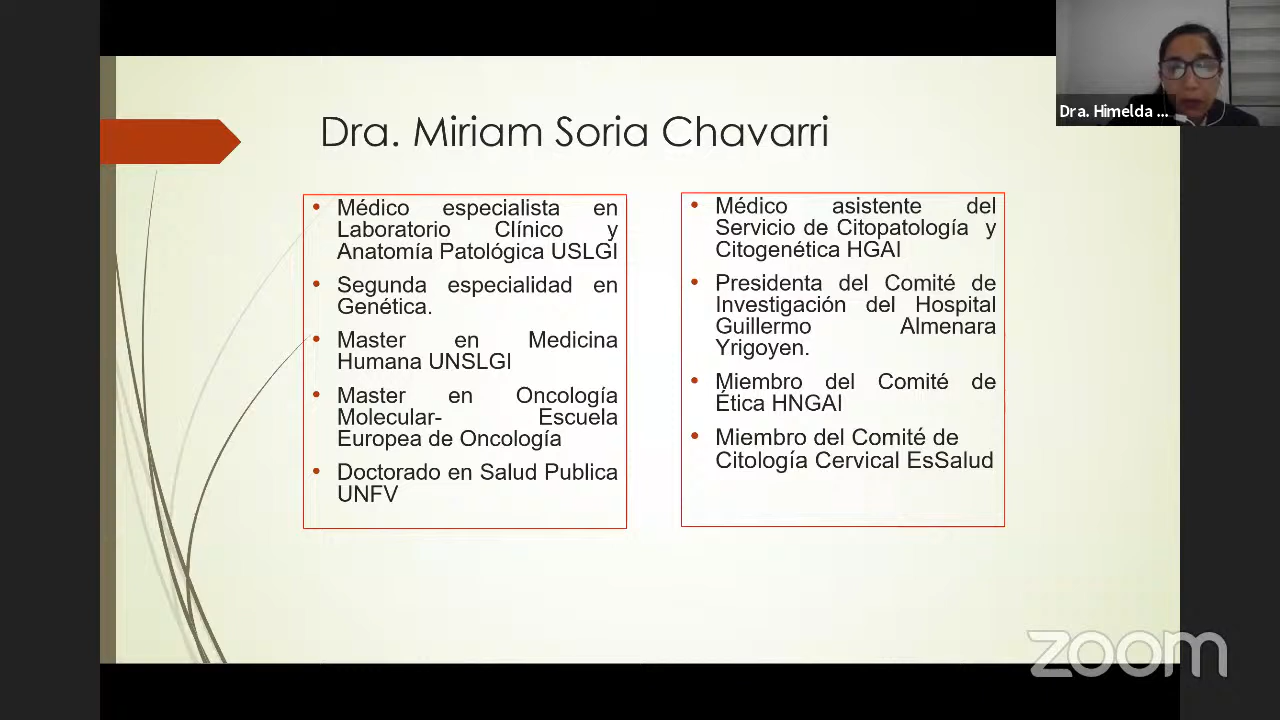 Dra. Himelda ...
Dra. Miriam Soria Chavarri
Médico especialista en
Laboratorio Clínico y
Anatomía Patológica USLGI
Segunda especialidad en
Genética.
Master en Medicina
Humana UNSLGI
Master en Oncología
Molecular- Escuela
Europea de Oncología
Doctorado en Salud Publica
UNFV
Médico asistente del
Servicio de Citopatología y
Citogenética HGAI
Presidenta del Comité de
Investigación del Hospital
Guillermo Almenara
Yrigoyen.
Miembro del Comité de
Ética HNGAI
Miembro del Comité de
Citología Cervical EsSalud
zoom